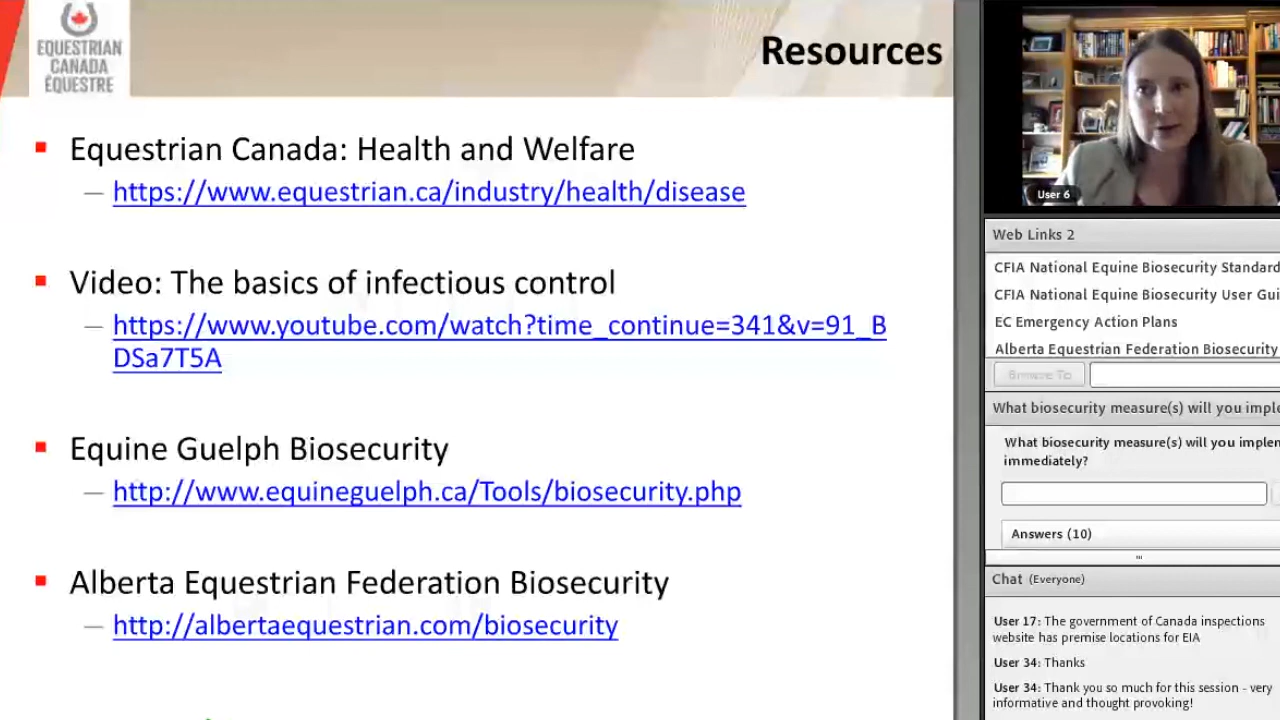 EQUESTRIAN
CANADA
ÉQUESTRE
Resources
Equestrian Canada: Health and Welfare
— https://www.equestrian.ca/industry/health/disease
Video: The basics of infectious control
— https://www.youtube.com/watch?time_continue=341&v=91_B
DSa7T5A
Equine Guelph Biosecurity
— http://www.equineguelph.ca/Tools/biosecurity.php
Alberta Equestrian Federation Biosecurity
— http://albertaequestrian.com/biosecurity
User 6
Web Links 2
CFIA National Equine Biosecurity Standard
CFIA National Equine Biosecurity User Gui
EC Emergency Action Plans
Alberta Equestrian Federation Biosecurity
Browse To
What biosecurity measure(s) will you imple
What biosecurity measure(s) will you implen
immediately?
Answers (10)
Chat (Everyone)
User 17: The government of Canada inspections
website has premise locations for EIA
User 34: Thanks
User 34: Thank you so much for this session - very
informative and thought provoking!